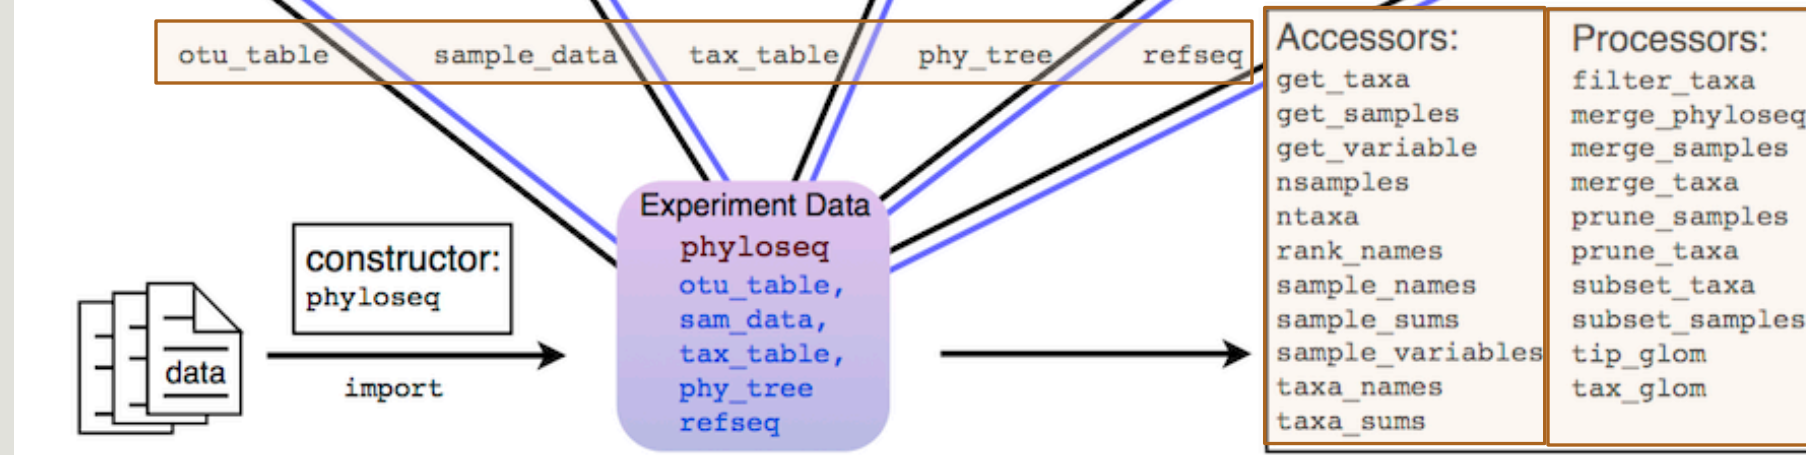 otu_table sample_data tax_table phy_tree refseq
data
constructor:
phyloseq
import
Experiment Data
phyloseq
otu_table,
sam_data,
tax_table,
phy_tree
refseq
Accessors:
get_taxa
get_samples
get_variable
nsamples
ntaxa
rank_names
sample_names
sample_sums
sample_variables
taxa_names
taxa_sums
Processors:
filter_taxa
merge_phyloseq
merge_samples
merge_taxa
prune_samples
prune_taxa
subset_taxa
subset_samples
tip_glom
tax_glom